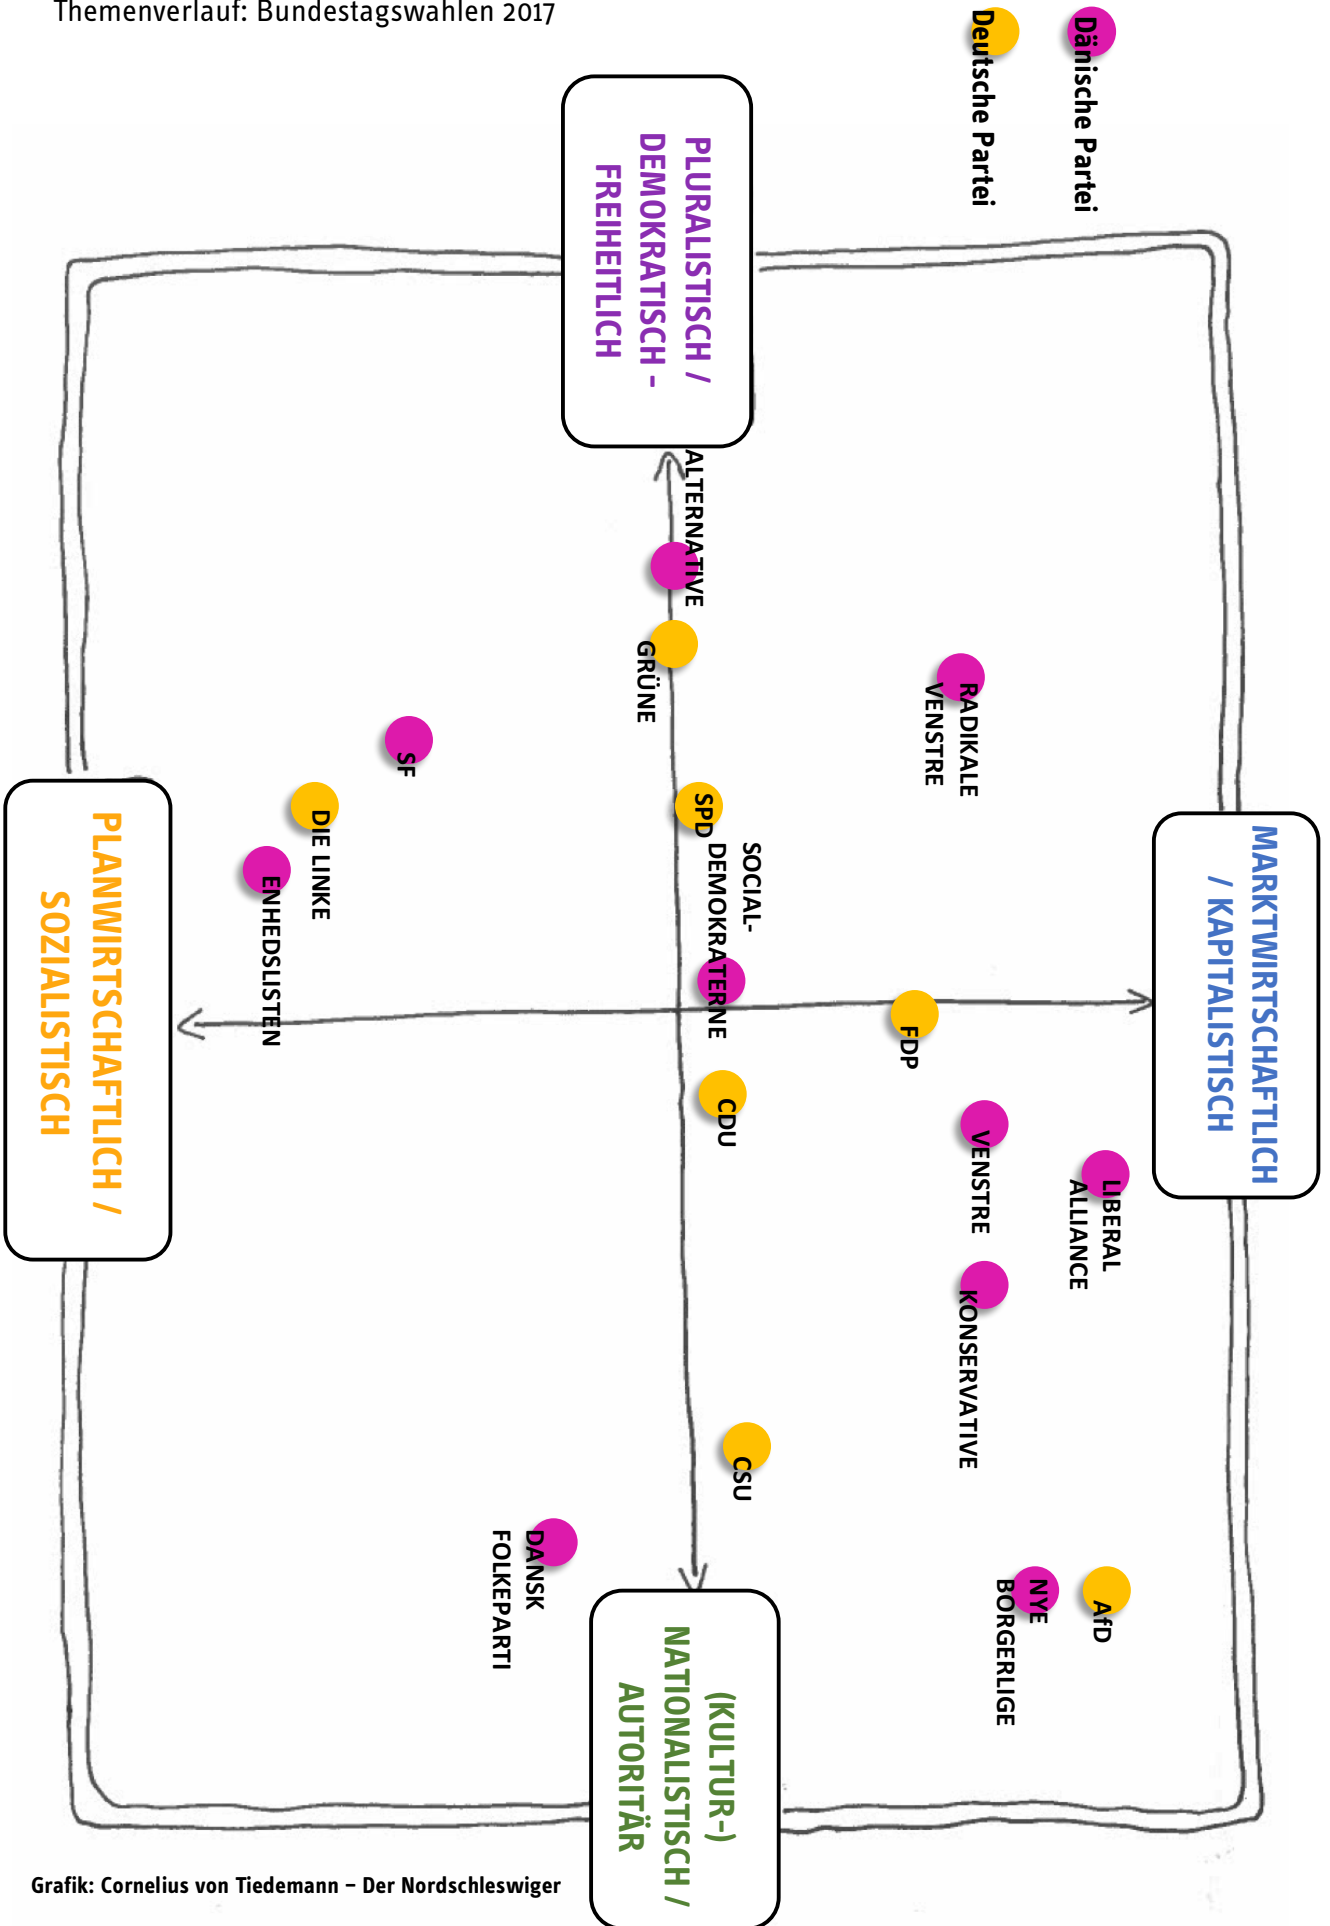 Themenverlauf: Bundestagswahlen 2017
Dänische Partei
Deutsche Partei
PLURALISTISCH /
DEMOKRATISCH -
FREIHEITLICH
MARKTWIRTSCHAFTLICH
/ KAPITALISTISCH
PLANWIRTSCHAFTLICH /
SOZIALISTISCH
(KULTUR-)
NATIONALISTISCH /
AUTORITÄR
ALTERNATIVE
GRÜNE
RADIKALE
VENSTRE
SF
DIE LINKE
ENHEDSLISTEN
SPD
SOCIAL-
DEMOKRATERNE
FDP
CDU
VENSTRE
LIBERAL
ALLIANCE
KONSERVATIVE
CSU
DANSK
FOLKEPARTI
NYE
BORGERLIGE
AfD
Grafik: Cornelius von Tiedemann – Der Nordschleswiger